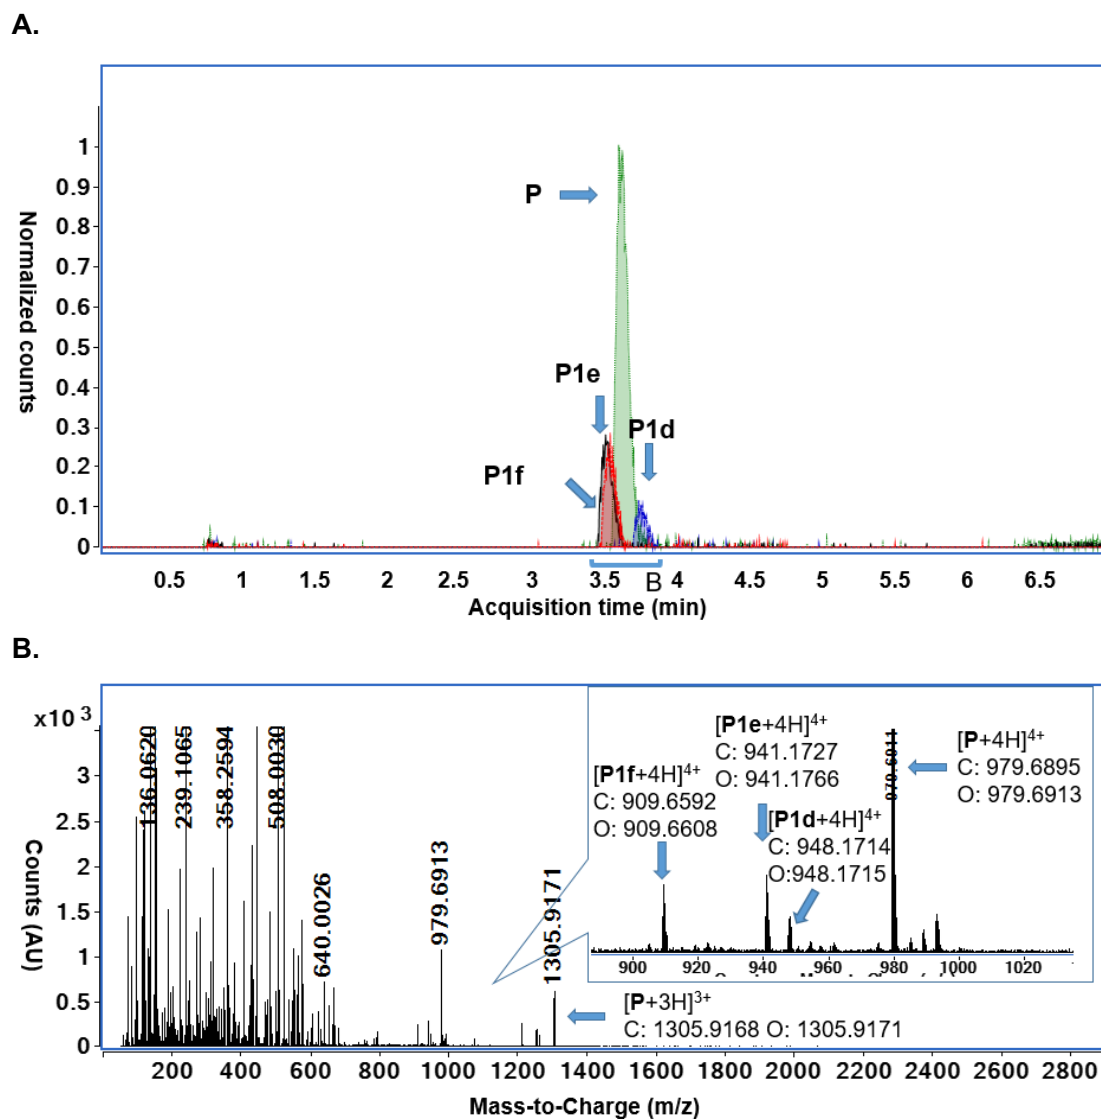 A.
Normalized counts
1
0.9
0.8
0.7
0.6
0.5
0.4
0.3
0.2
0.1
0
P
P1e
P1d
P1f
0.5 1 1.5 2 2.5 3 3.5 4 4.5 5 5.5 6 6.5
B
Acquisition time (min)
B.
x10 3
Counts (AU)
3
2.5
2
1.5
1
0.5
0
136.0620
239.1065
358.2594
508.0030
640.0026
979.6913
1305.9171
[P1f+4H]4+
C: 909.6592
O: 909.6608
[P1e+4H]4+
C: 941.1727
O: 941.1766
[P1d+4H]4+
C: 948.1714
O:948.1715
[P+4H]4+
C: 979.6895
O: 979.6913
900 920 940 960 980 1000 1020
[P+3H]3+
C: 1305.9168 O: 1305.9171
200 400 600 800 1000 1200 1400 1600 1800 2000 2200 2400 2600 2800
Mass-to-Charge (m/z)